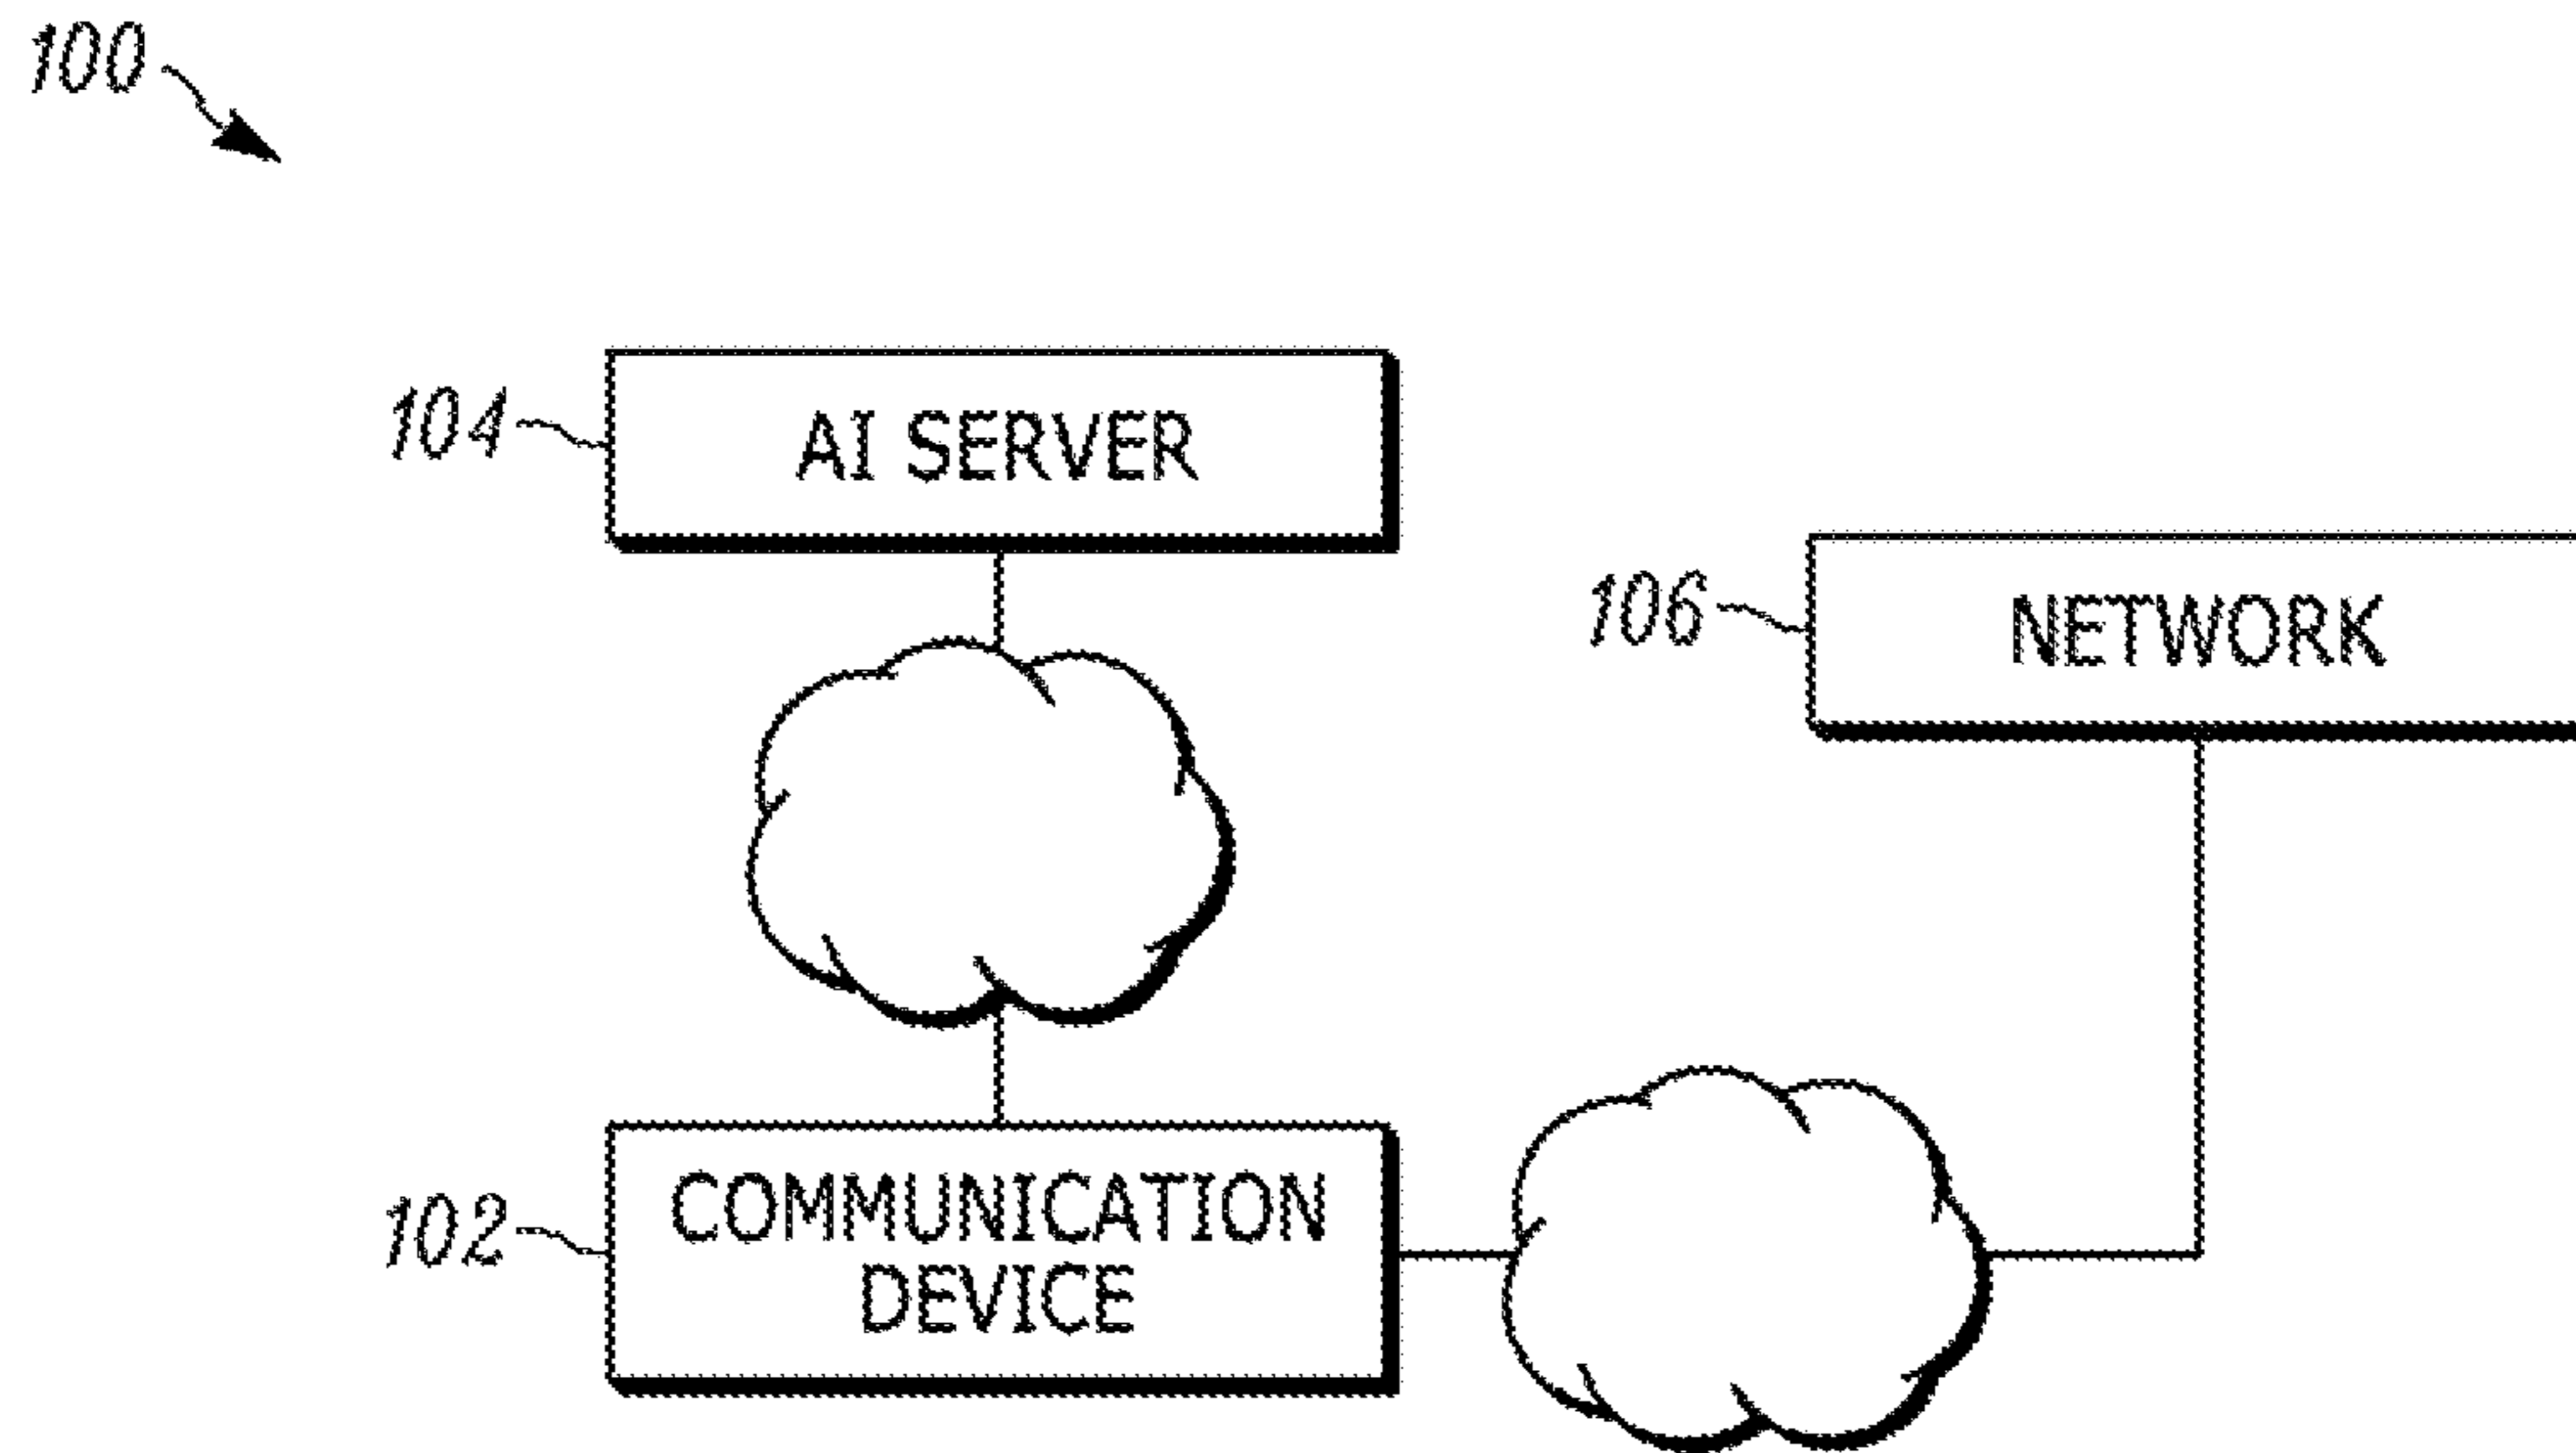 100
104
AI SERVER
106
NETWORK
102
COMMUNICATION
DEVICE